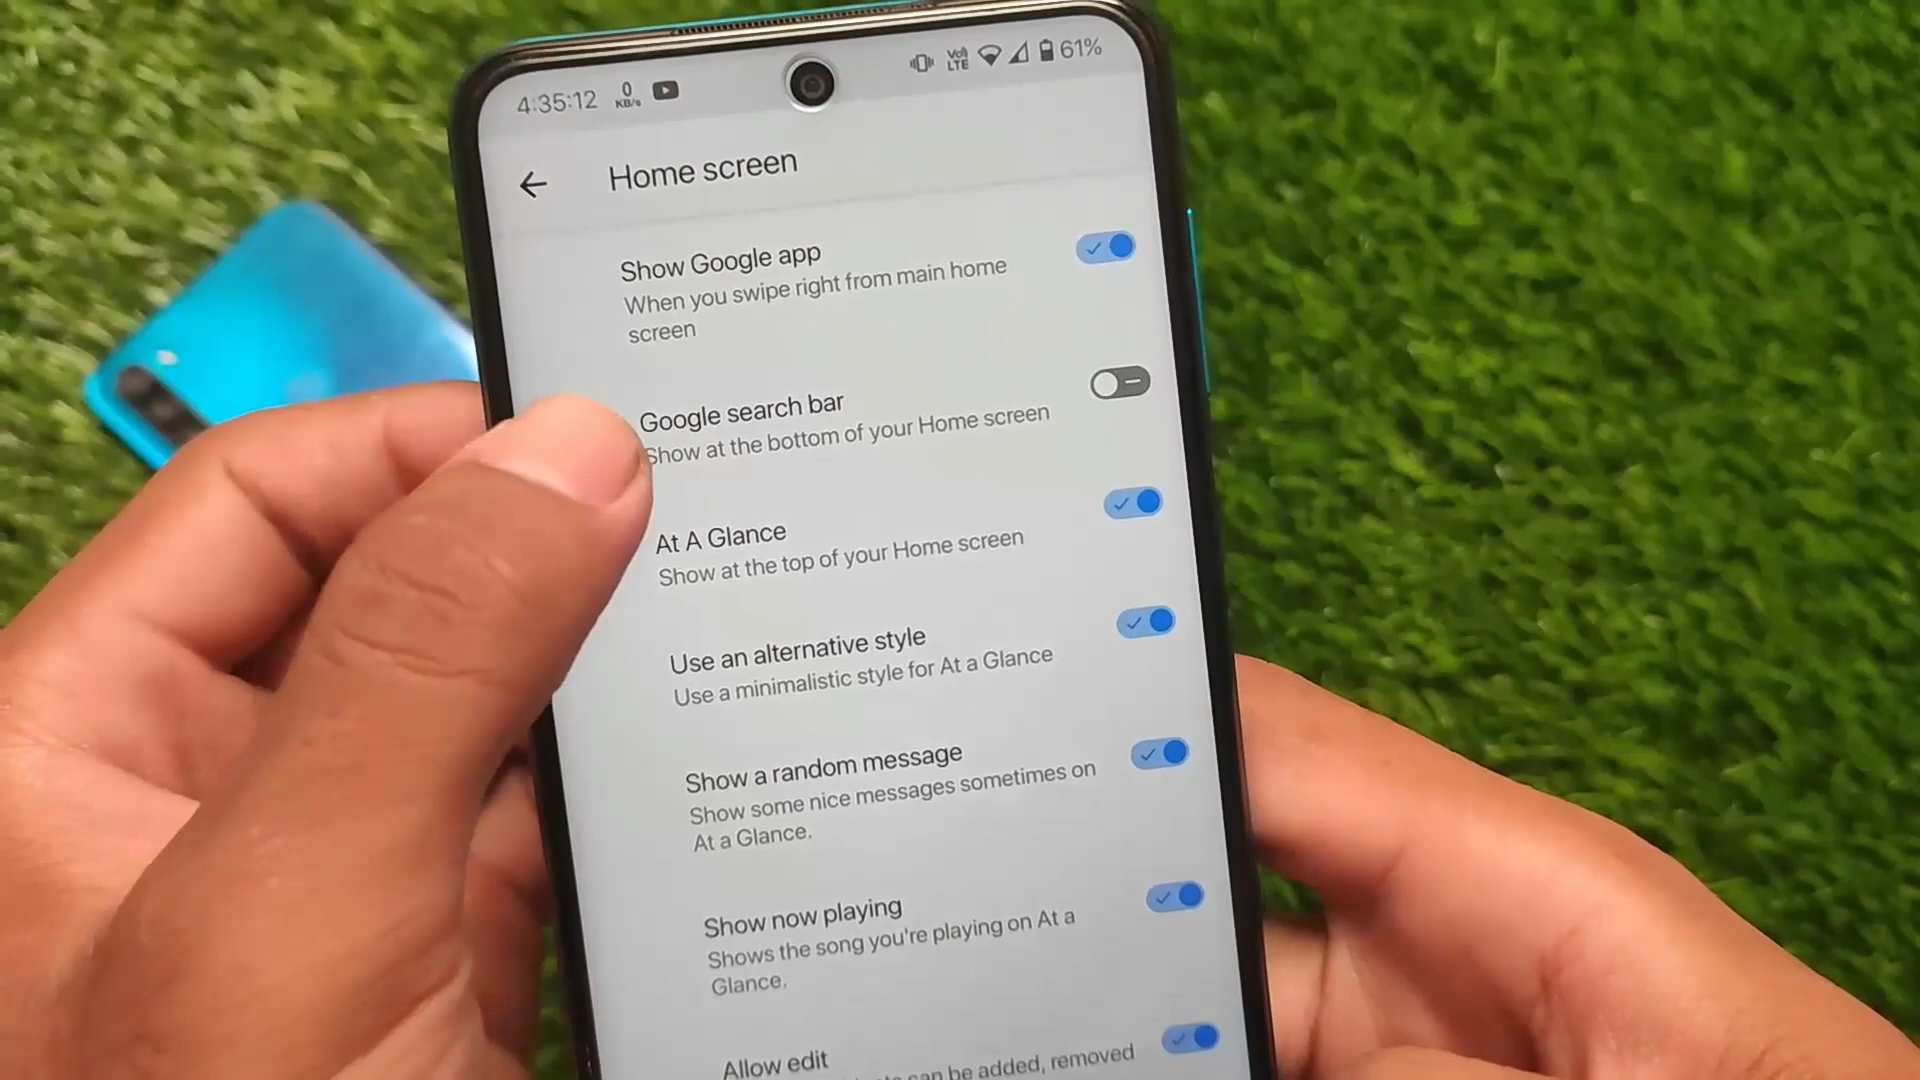 4:35:12 0 KB/s Vo)) LTE 61%
Home screen
Show Google app
When you swipe right from main home
screen
Google search bar
Show at the bottom of your Home screen
At A Glance
Show at the top of your Home screen
Use an alternative style
Use a minimalistic style for At a Glance
Show a random message
Show some nice messages sometimes on
At a Glance.
Show now playing
Shows the song you're playing on At a
Glance.
Allow edit
can be added, removed